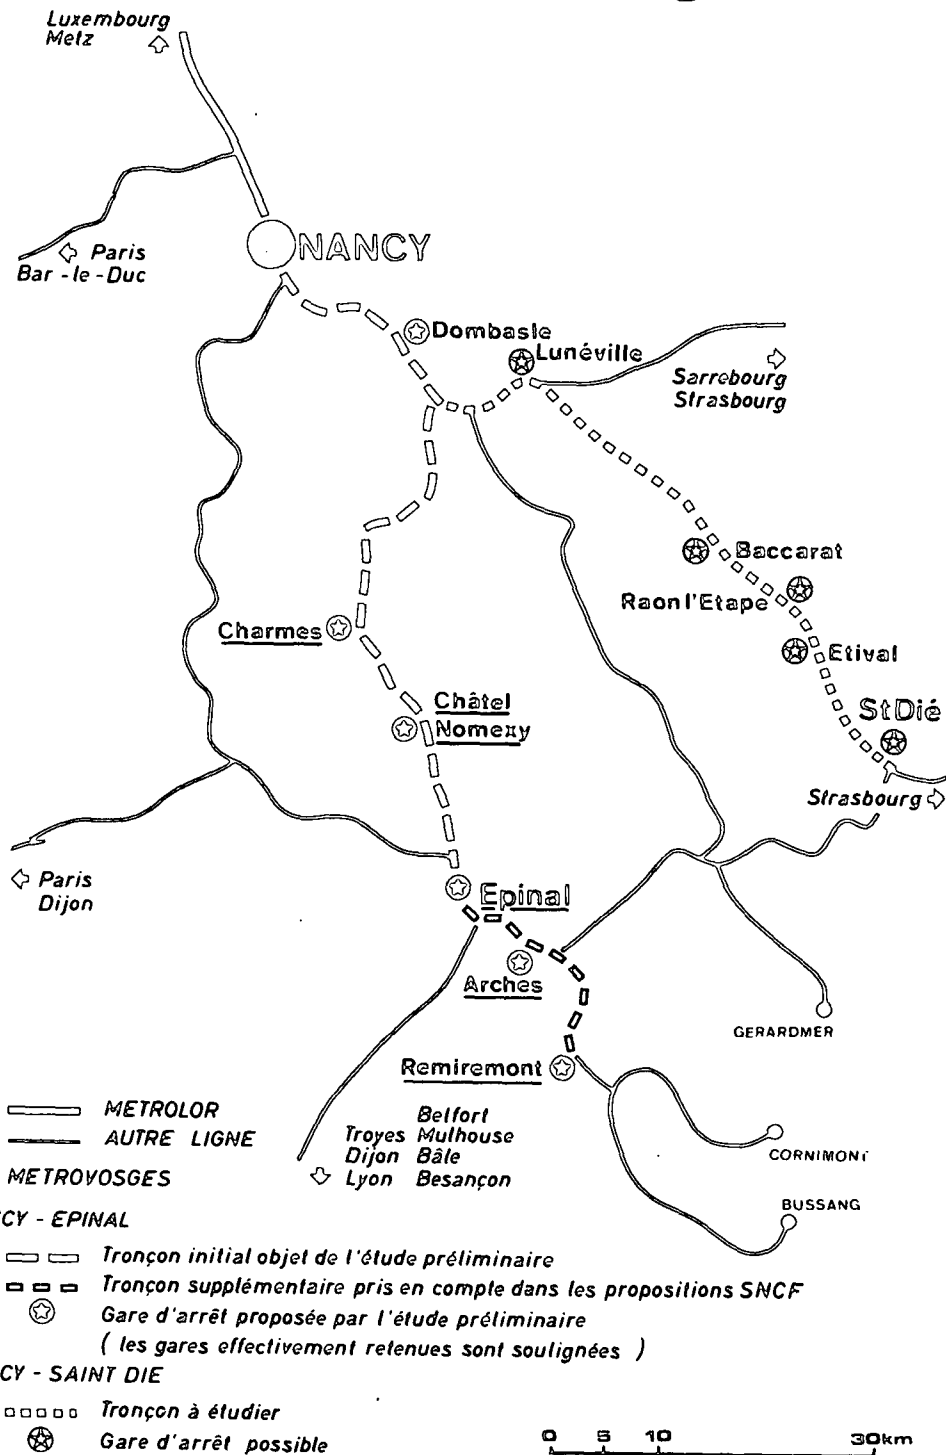 Luxembourg
Metz
Paris
Bar-le-Duc
NANCY
Dombasle
Lunéville
Sarrebourg
Strasbourg
Baccarat
Raon l'Etape
Etival
St Dié
Strasbourg
Charmes
Châtel
Nomexy
Paris
Dijon
Epinal
Arches
Remiremont
GERARDMER
CORNIMONT
BUSSANG
Belfort
Troyes Mulhouse
Dijon Bâle
Lyon Besançon
METROLOR
AUTRE LIGNE
METROVOSGES
CY - EPINAL
Tronçon initial objet de l'étude préliminaire
Tronçon supplémentaire pris en compte dans les propositions SNCF
Gare d'arrêt proposée par l'étude préliminaire
( les gares effectivement retenues sont soulignées )
CY - SAINT DIE
Tronçon à étudier
Gare d'arrêt possible
0 5 10 30km